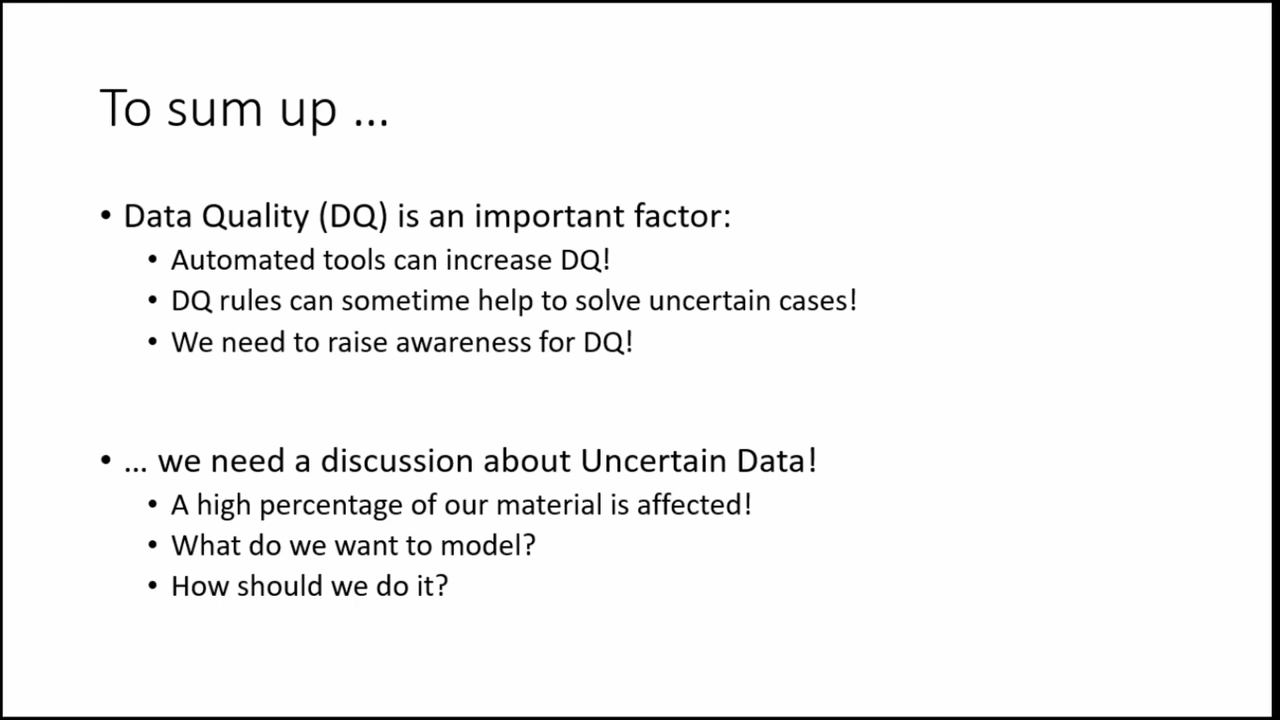 To sum up ...
• Data Quality (DQ) is an important factor:
• Automated tools can increase DQ!
• DQ rules can sometime help to solve uncertain cases!
• We need to raise awareness for DQ!
• ... we need a discussion about Uncertain Data!
• A high percentage of our material is affected!
• What do we want to model?
• How should we do it?